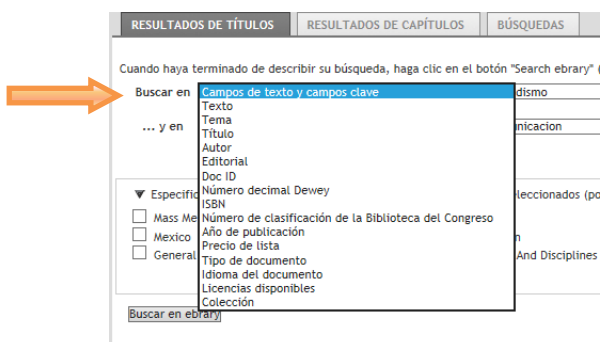 RESULTADOS DE TÍTULOS RESULTADOS DE CAPÍTULOS BÚSQUEDAS
Cuando haya terminado de describir su búsqueda, haga clic en el botón "Search ebrary" (
Buscar en Campos de texto y campos clave dismo
Texto
... y en Tema nicacion
Título
Autor
Editorial
Doc ID
Especific Número decimal Dewey leccionados (po
ISBN
Mass Me Número de clasificación de la Biblioteca del Congreso
Año de publicación
Mexico n
Precio de lista
General And Disciplines
Tipo de documento
Idioma del documento
Licencias disponibles
Colección
Buscar en ebrary